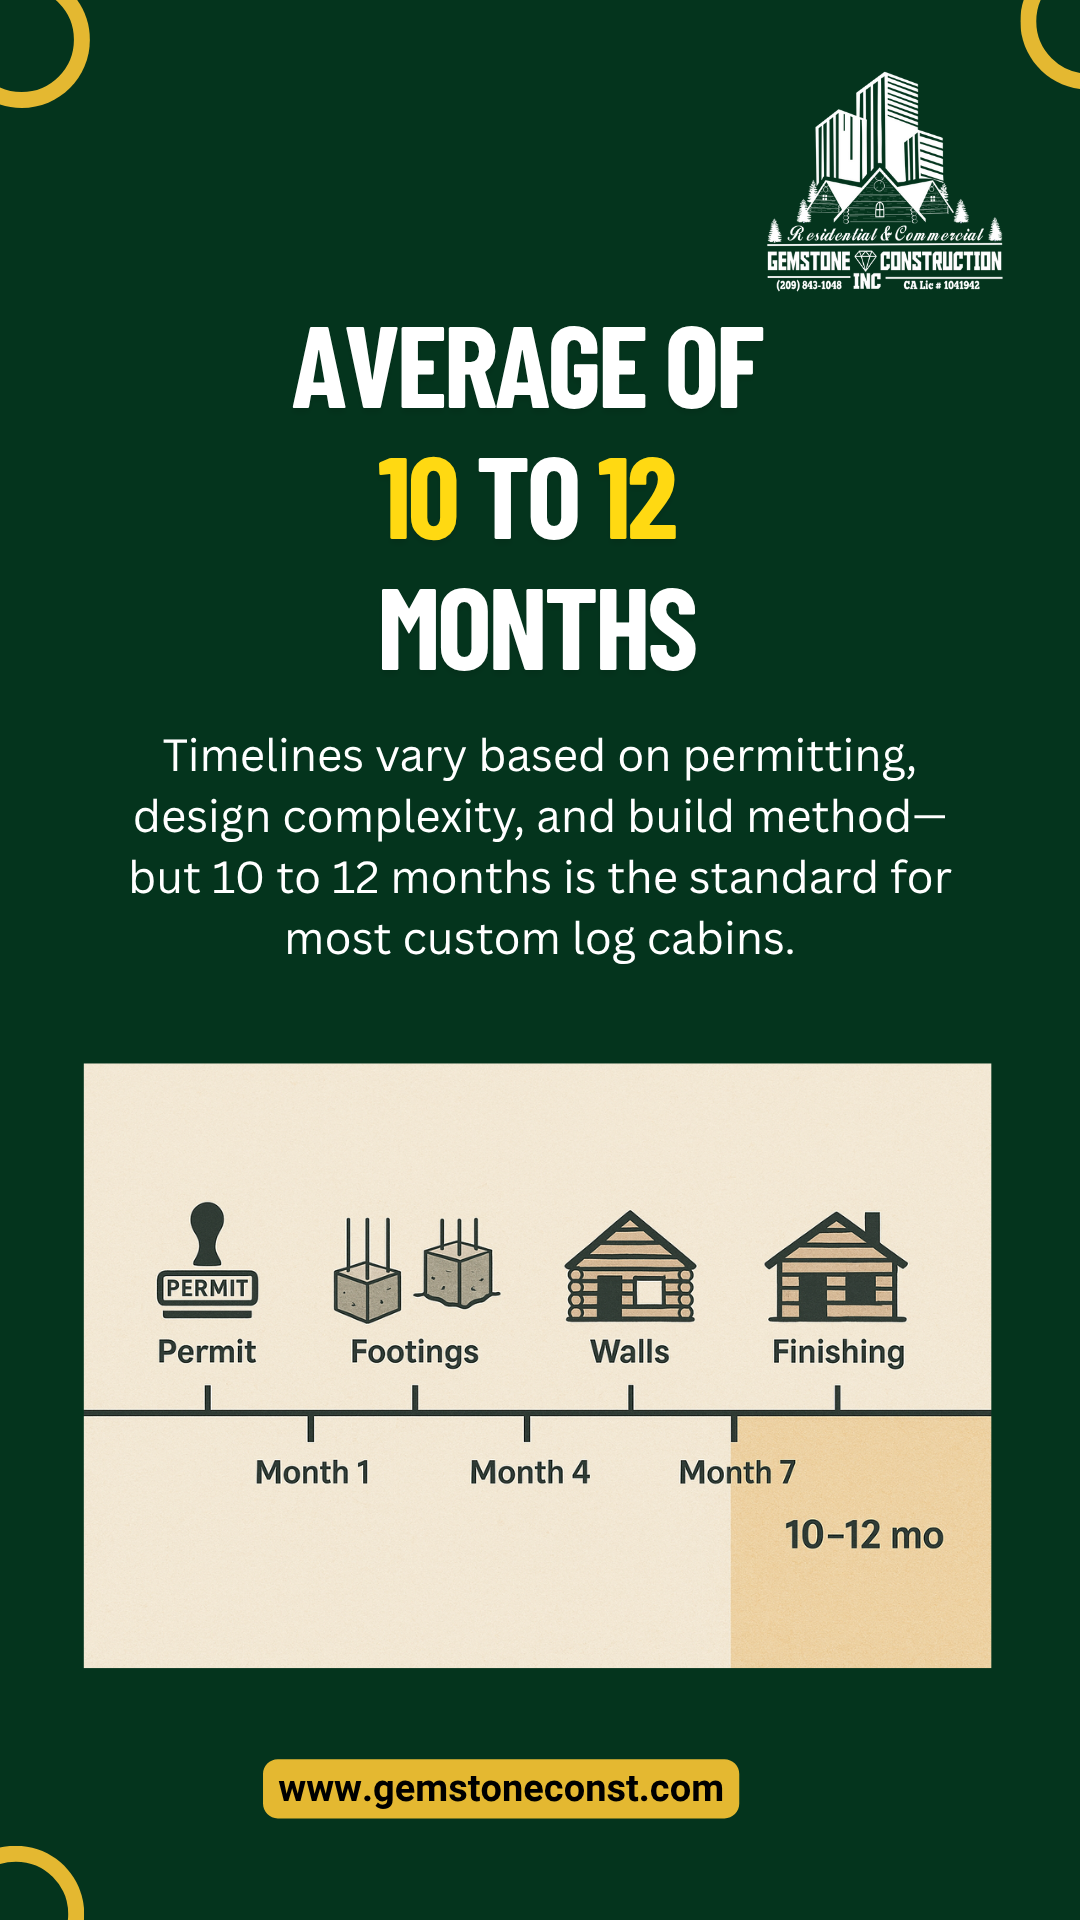 Residential & Commercial
GEMSTONE CONSTRUCTION
INC
(209) 843-1048
CA Lic # 1041942
AVERAGE OF
10 TO 12
MONTHS
Timelines vary based on permitting,
design complexity, and build method—
but 10 to 12 months is the standard for
most custom log cabins.
PERMIT
Permit Footings Walls Finishing
Month 1 Month 4 Month 7
10–12 mo
www.gemstoneconst.com